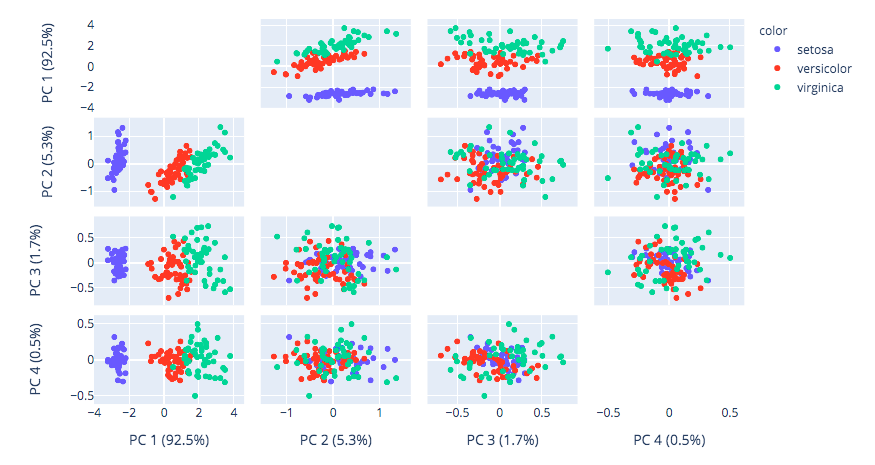 PC 1 (92.5%)
4
2
0
−2
−4
color
setosa
versicolor
virginica
PC 2 (5.3%)
1
0
−1
PC 3 (1.7%)
0.5
0
−0.5
PC 4 (0.5%)
0.5
0
−0.5
−4 −2 0 2 4 −1 0 1 −0.5 0 0.5 −0.5 0 0.5
PC 1 (92.5%) PC 2 (5.3%) PC 3 (1.7%) PC 4 (0.5%)